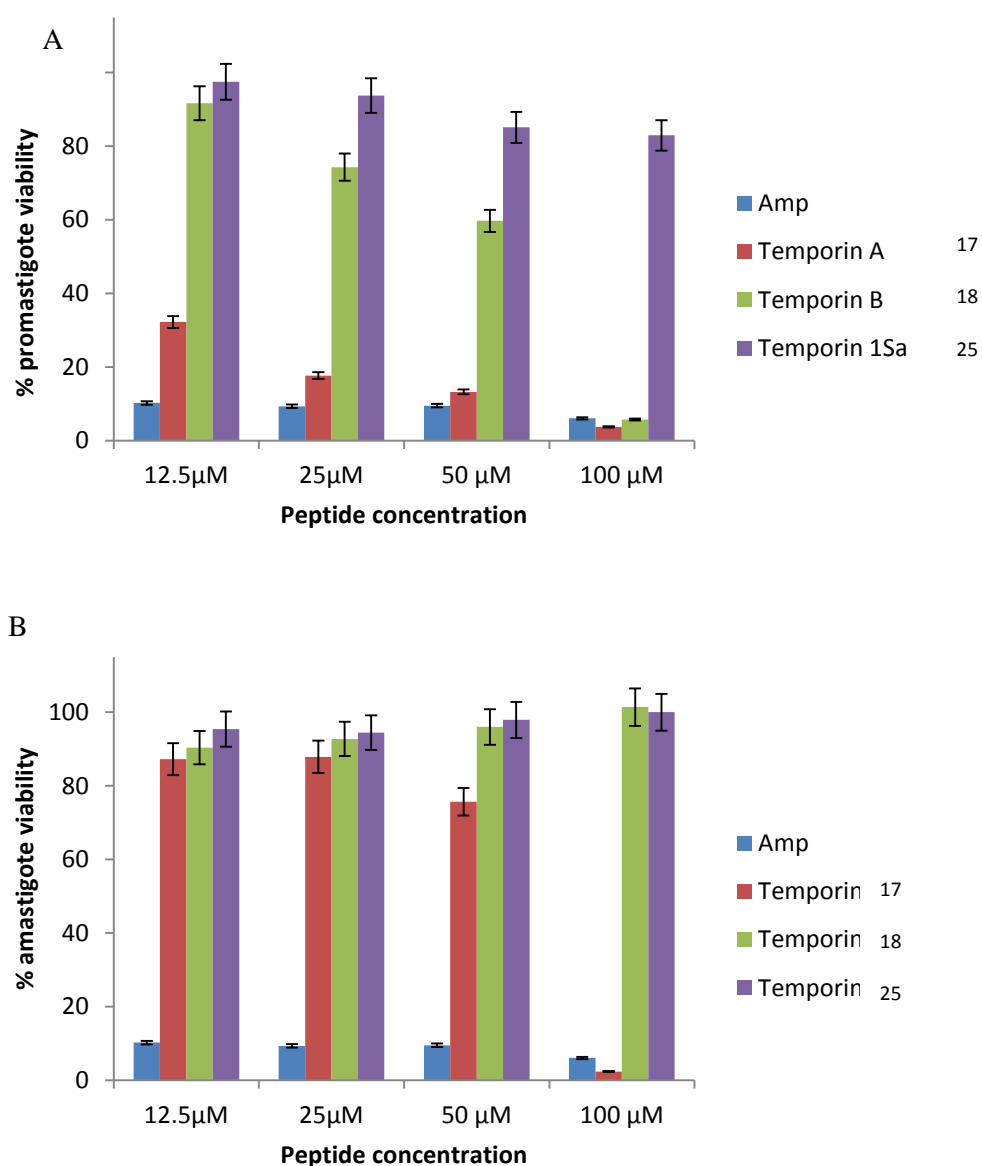 A
% promastigote viability
80
60
40
20
0
12.5µM 25µM 50 µM 100 µM
Peptide concentration
Amp
Temporin A 17
Temporin B 18
Temporin 1Sa 25
B
% amastigote viability
100
80
60
40
20
0
12.5µM 25µM 50 µM 100 µM
Peptide concentration
Amp
Temporin 17
Temporin 18
Temporin 25